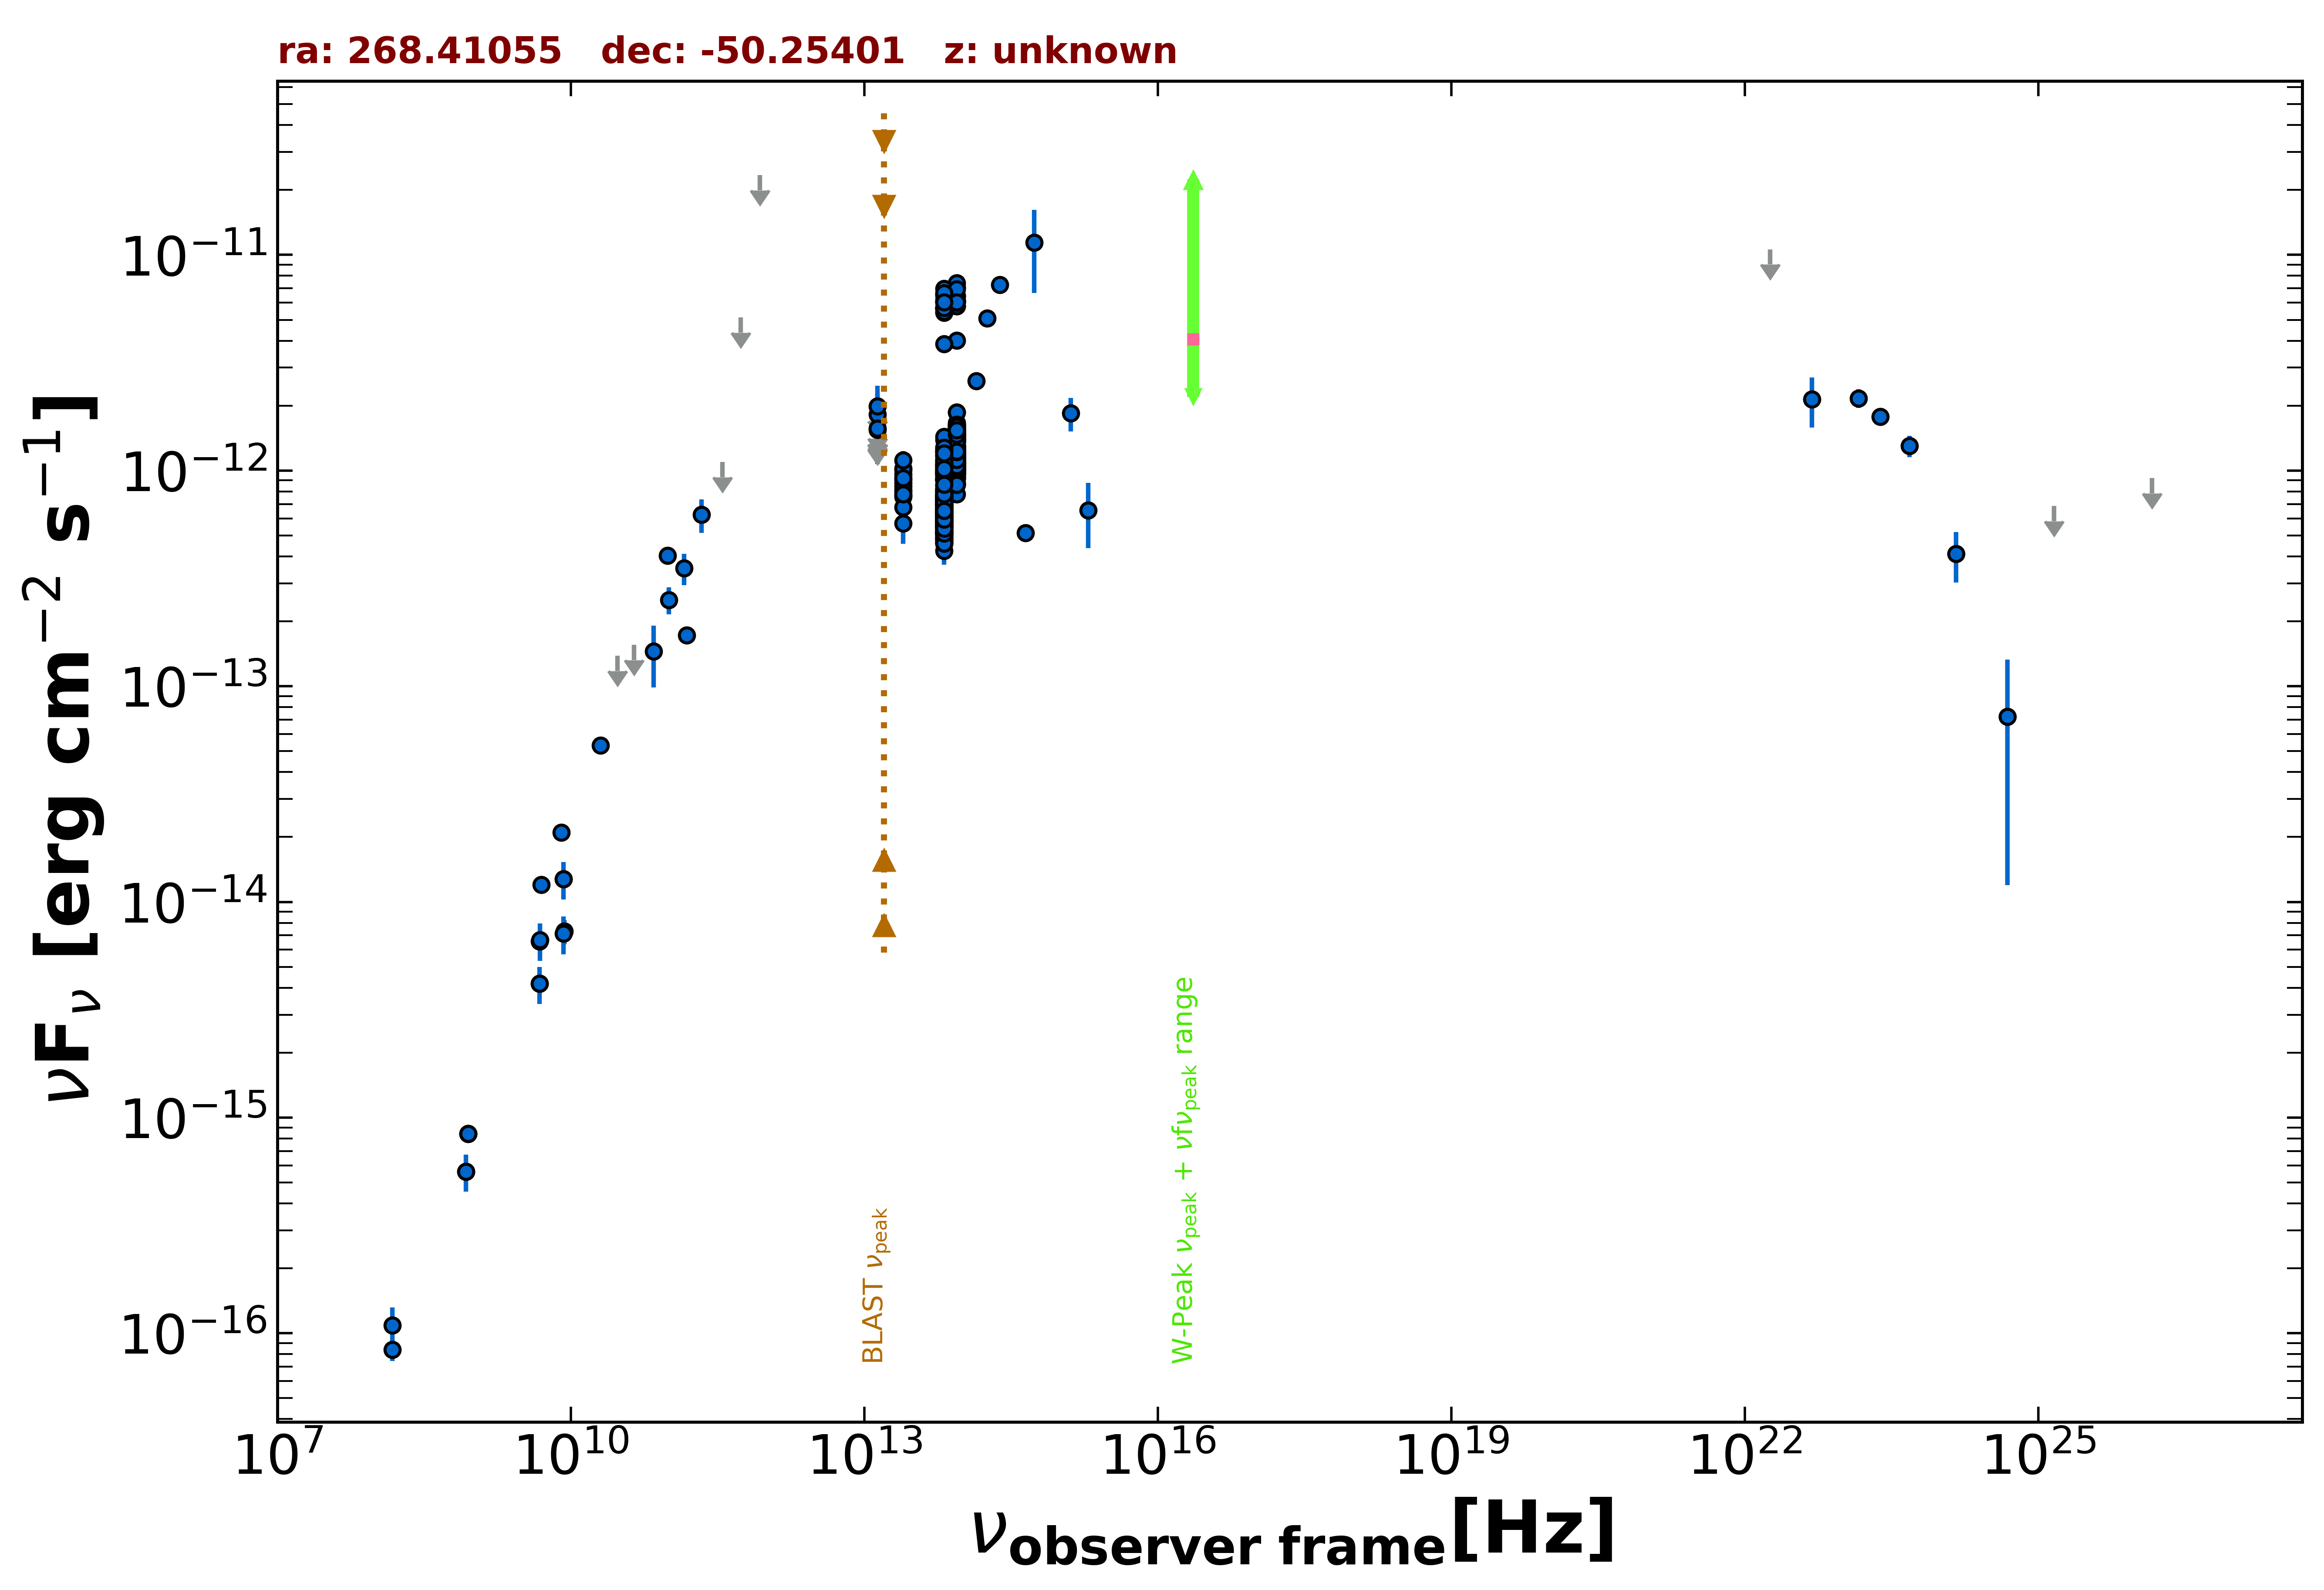 ra: 268.41055 dec: -50.25401 z: unknown
νFν [erg cm⁻² s⁻¹]
10⁻¹¹
10⁻¹²
10⁻¹³
10⁻¹⁴
10⁻¹⁵
10⁻¹⁶
BLAST νpeak
W-Peak νpeak + νfνpeak range
10⁷ 10¹⁰ 10¹³ 10¹⁶ 10¹⁹ 10²² 10²⁵
νobserver frame[Hz]